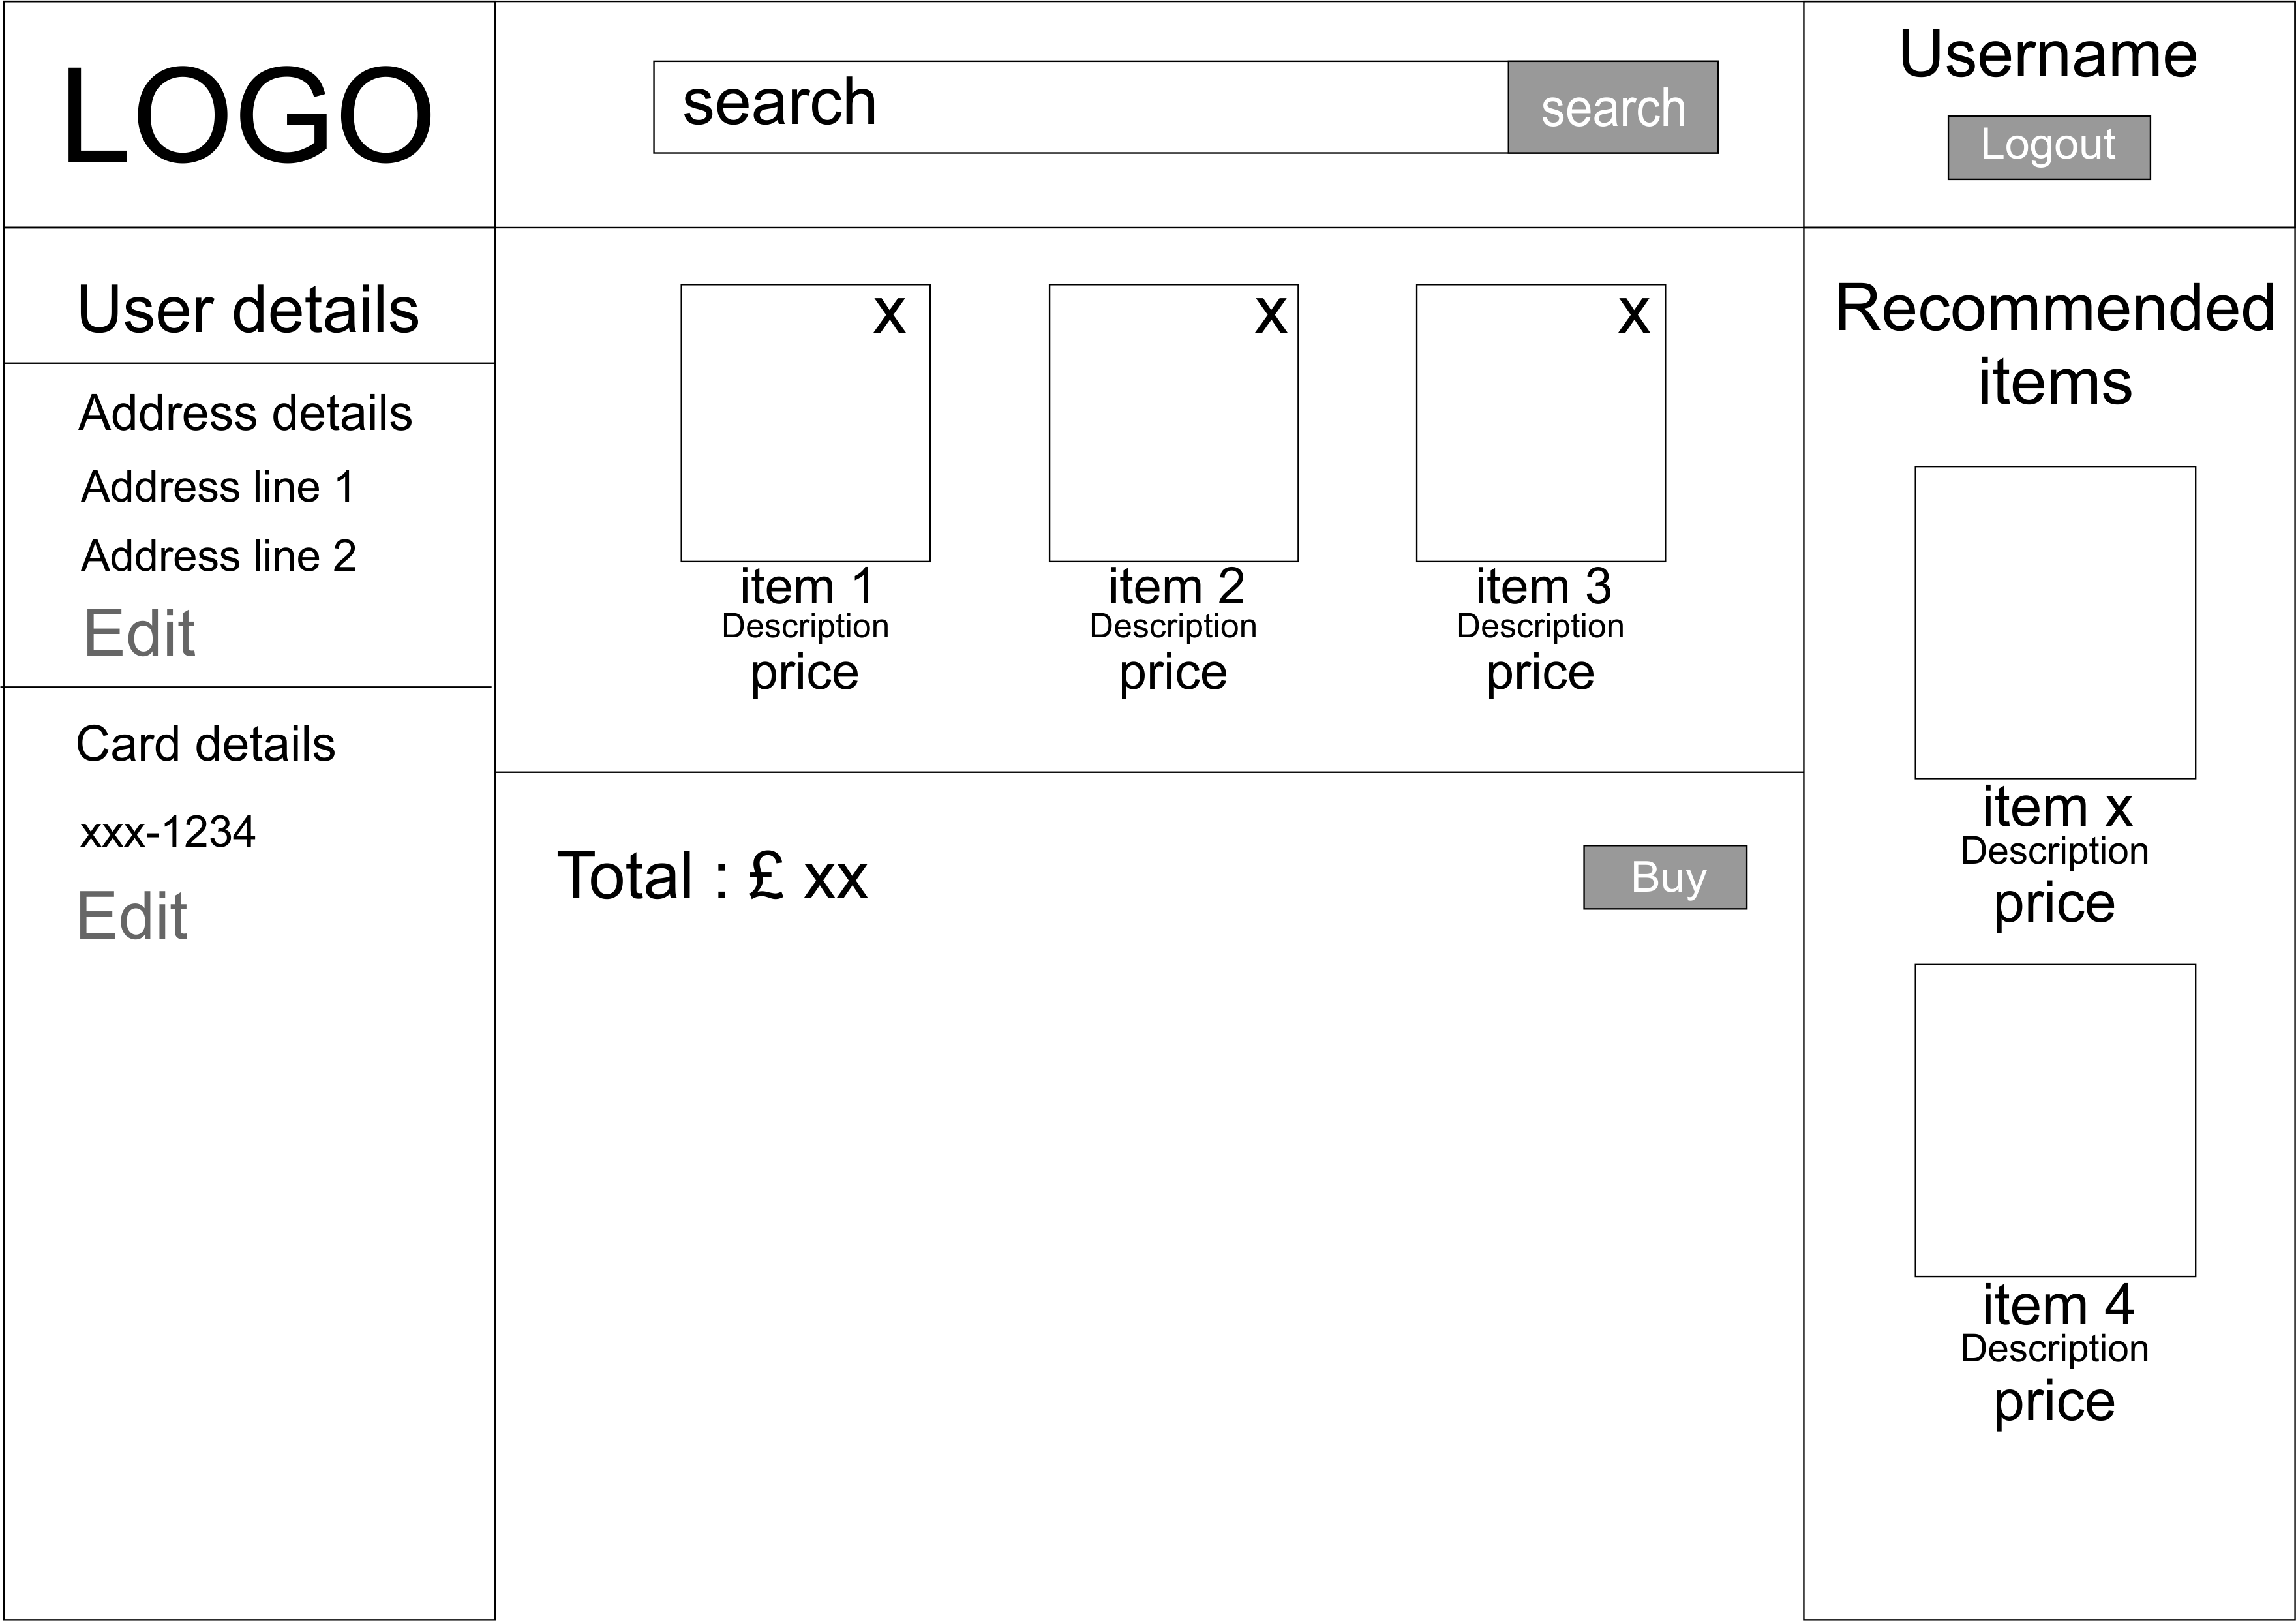 LOGO
search
search
Username
Logout
User details
Address details
Address line 1
Address line 2
Edit
Card details
xxx-1234
Edit
x
x
x
item 1
Description
price
item 2
Description
price
item 3
Description
price
Total : £ xx
Buy
Recommended
items
item x
Description
price
item 4
Description
price